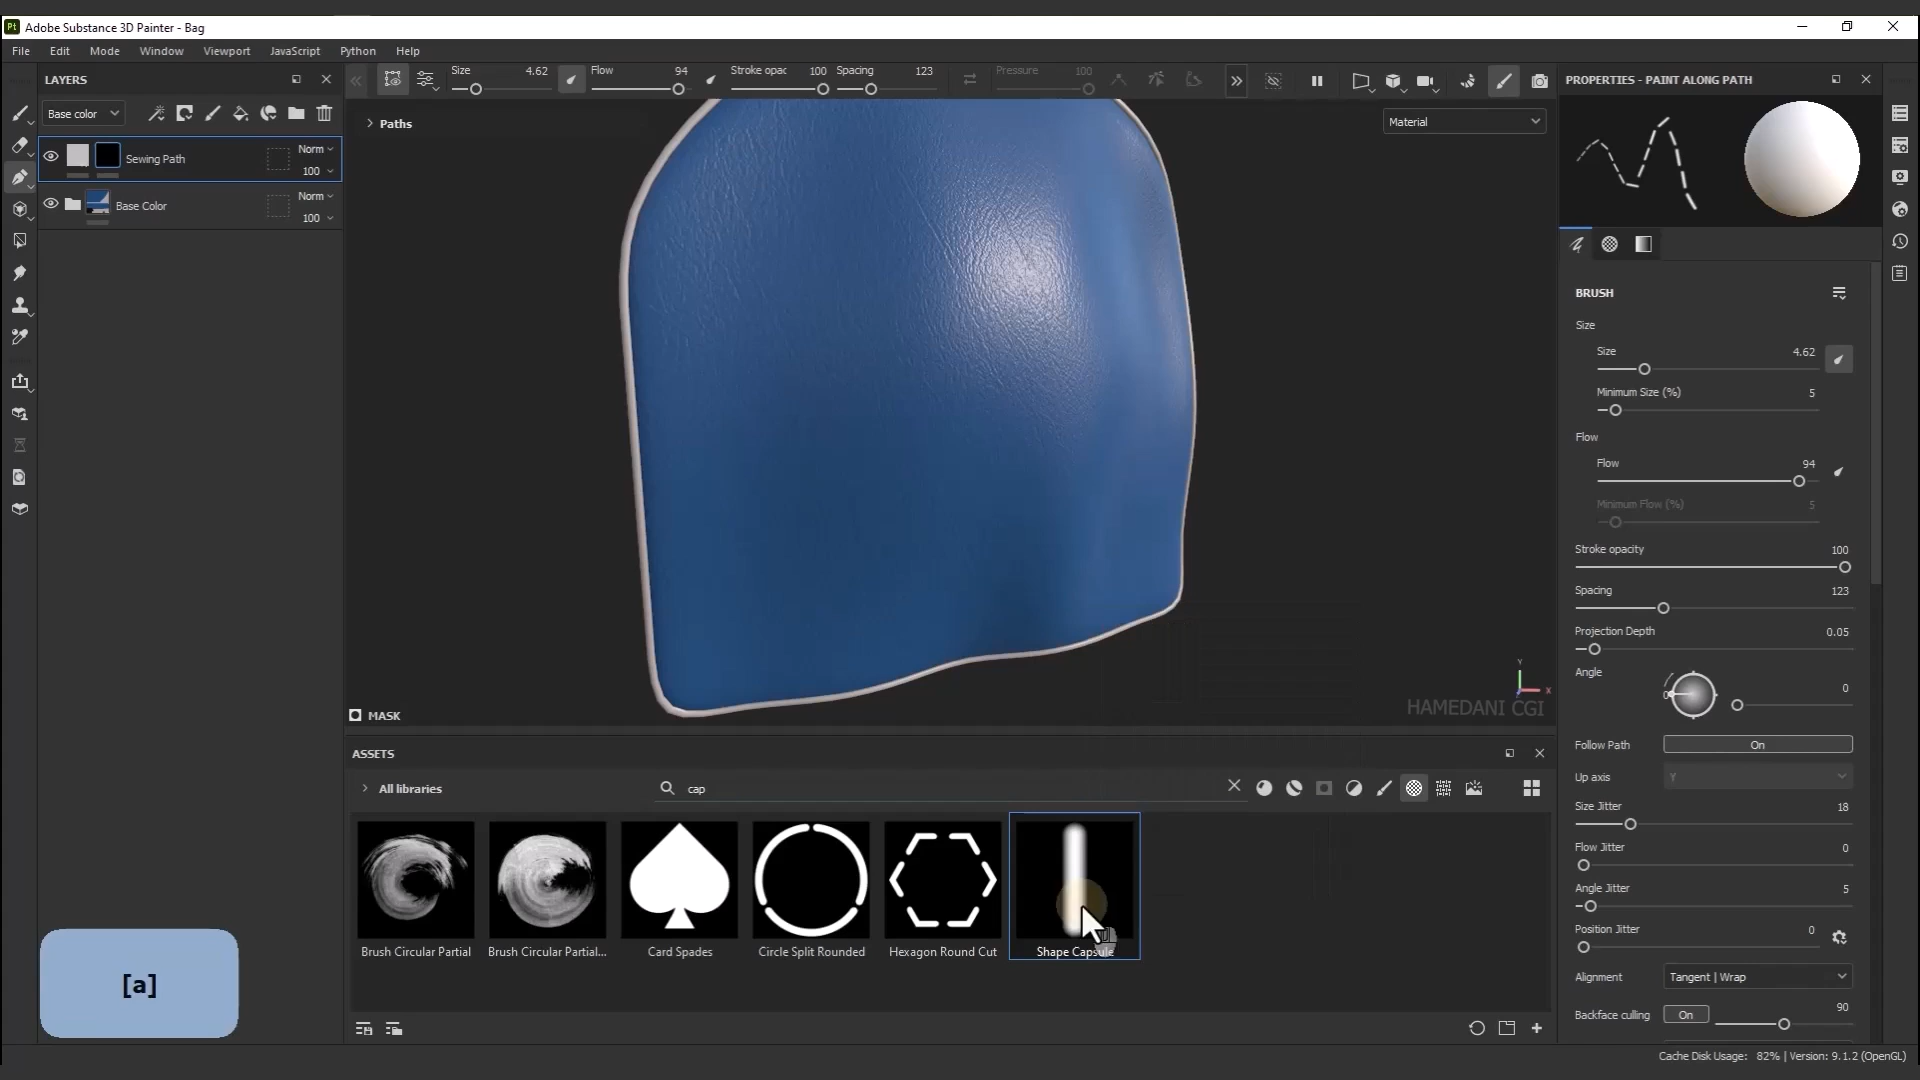 Pt Adobe Substance 3D Painter - Bag
File Edit Mode Window Viewport JavaScript Python Help
LAYERS
Base color
Sewing Path Norm
100
Base Color Norm
100
Size 4.62 Flow 94 Stroke opac 100 Spacing 123 Pressure 100
Paths
Material
MASK
Y
X
HAMEDANI CGI
ASSETS
All libraries
cap
Brush Circular Partial
Brush Circular Partial...
Card Spades
Circle Split Rounded
Hexagon Round Cut
Shape Capsule
[a]
PROPERTIES - PAINT ALONG PATH
BRUSH
Size
Size 4.62
Minimum Size (%) 5
Flow
Flow 94
Minimum Flow (%) 5
Stroke opacity 100
Spacing 123
Projection Depth 0.05
Angle 0 0
Follow Path On
Up axis Y
Size Jitter 18
Flow Jitter 0
Angle Jitter 5
Position Jitter 0
Alignment Tangent | Wrap
Backface culling On 90
Cache Disk Usage: 82% | Version: 9.1.2 (OpenGL)